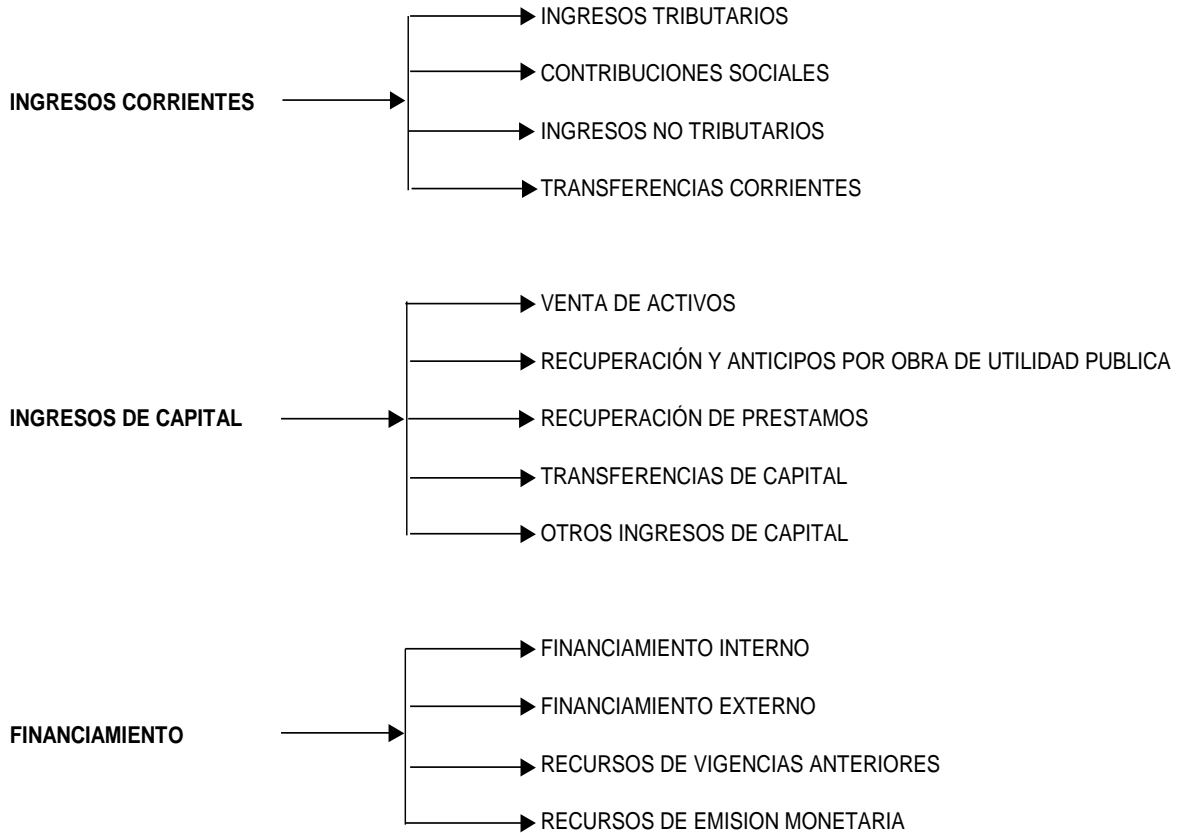 INGRESOS CORRIENTES
INGRESOS TRIBUTARIOS
CONTRIBUCIONES SOCIALES
INGRESOS NO TRIBUTARIOS
TRANSFERENCIAS CORRIENTES
INGRESOS DE CAPITAL
VENTA DE ACTIVOS
RECUPERACIÓN Y ANTICIPOS POR OBRA DE UTILIDAD PUBLICA
RECUPERACIÓN DE PRESTAMOS
TRANSFERENCIAS DE CAPITAL
OTROS INGRESOS DE CAPITAL
FINANCIAMIENTO
FINANCIAMIENTO INTERNO
FINANCIAMIENTO EXTERNO
RECURSOS DE VIGENCIAS ANTERIORES
RECURSOS DE EMISION MONETARIA